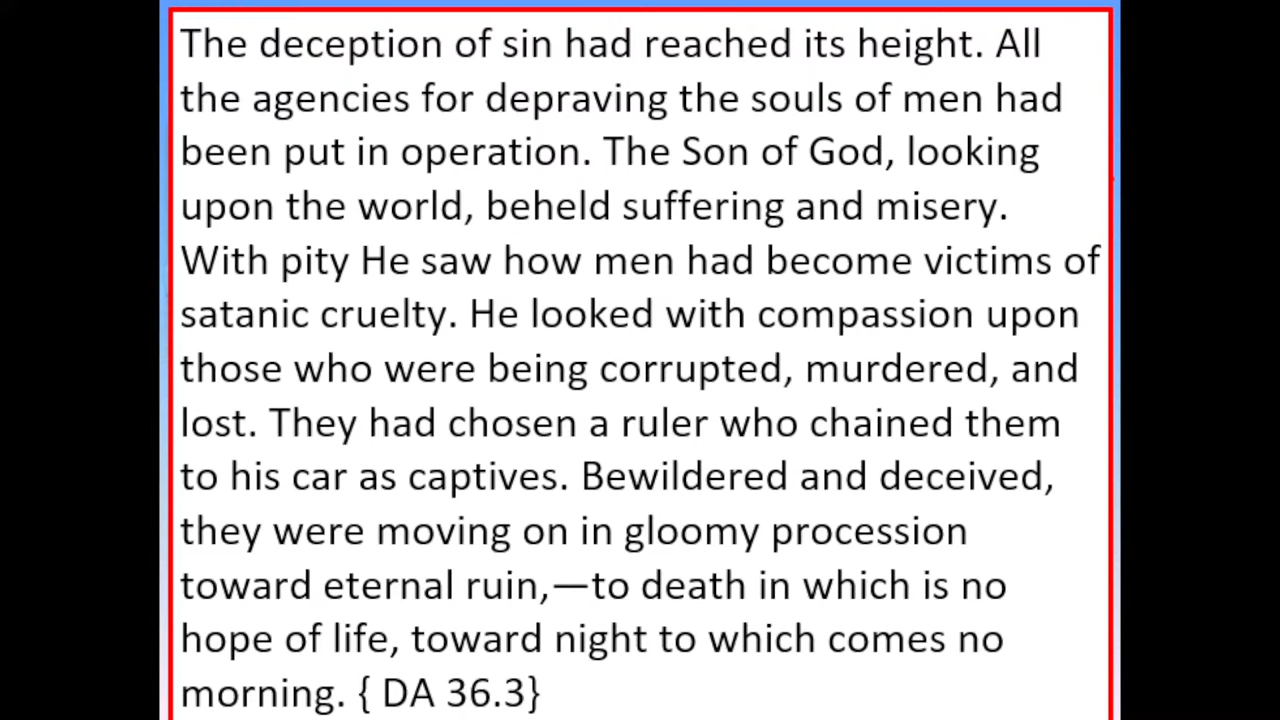 The deception of sin had reached its height. All
the agencies for depraving the souls of men had
been put in operation. The Son of God, looking
upon the world, beheld suffering and misery.
With pity He saw how men had become victims of
satanic cruelty. He looked with compassion upon
those who were being corrupted, murdered, and
lost. They had chosen a ruler who chained them
to his car as captives. Bewildered and deceived,
they were moving on in gloomy procession
toward eternal ruin,—to death in which is no
hope of life, toward night to which comes no
morning. { DA 36.3}